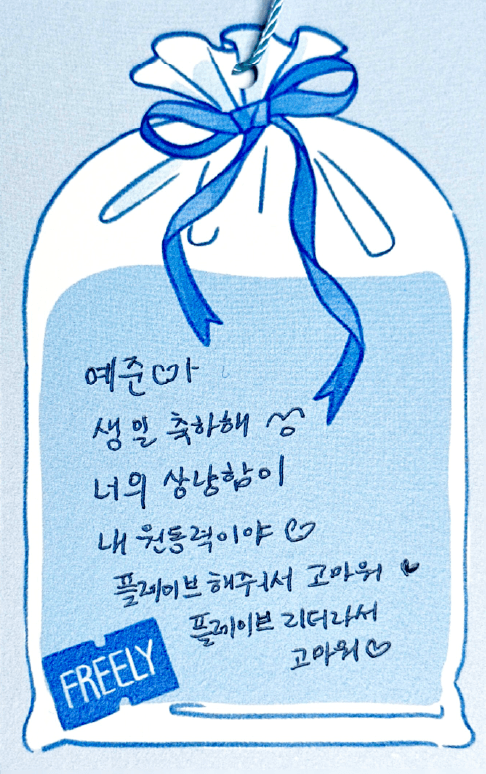 예준♡아
생일 축하해
너의 상냥함이
내 원동력이야 ♡
플레이브 해주어서 고마워 ♥
플레이브 리더라서
고마워 ♡
FREELY